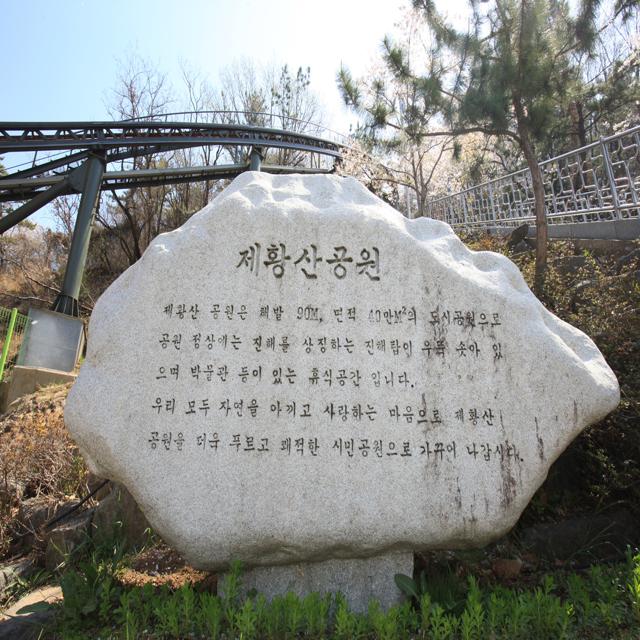 제황산공원
제황산 공원은 해발 90M, 면적 10만M²의 도시공원으로
공원 정상에는 진해를 상징하는 진해탑이 우뚝 솟아 있
으며 박물관 등이 있는 휴식공간 입니다.
우리 모두 자연을 아끼고 사랑하는 마음으로 제황산
공원을 더욱 푸르고 쾌적한 시민공원으로 가꾸어 나갑시다.